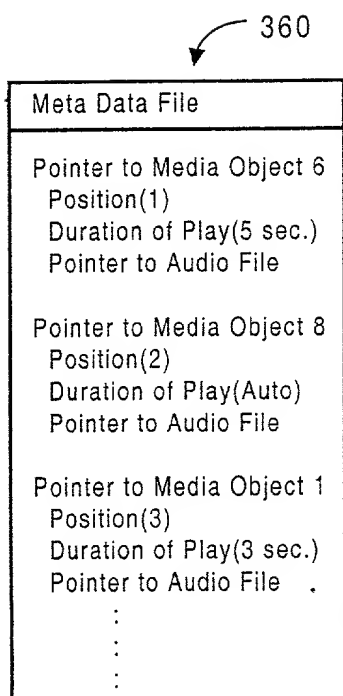 360
Meta Data File
Pointer to Media Object 6
Position(1)
Duration of Play(5 sec.)
Pointer to Audio File
Pointer to Media Object 8
Position(2)
Duration of Play(Auto)
Pointer to Audio File
Pointer to Media Object 1
Position(3)
Duration of Play(3 sec.)
Pointer to Audio File